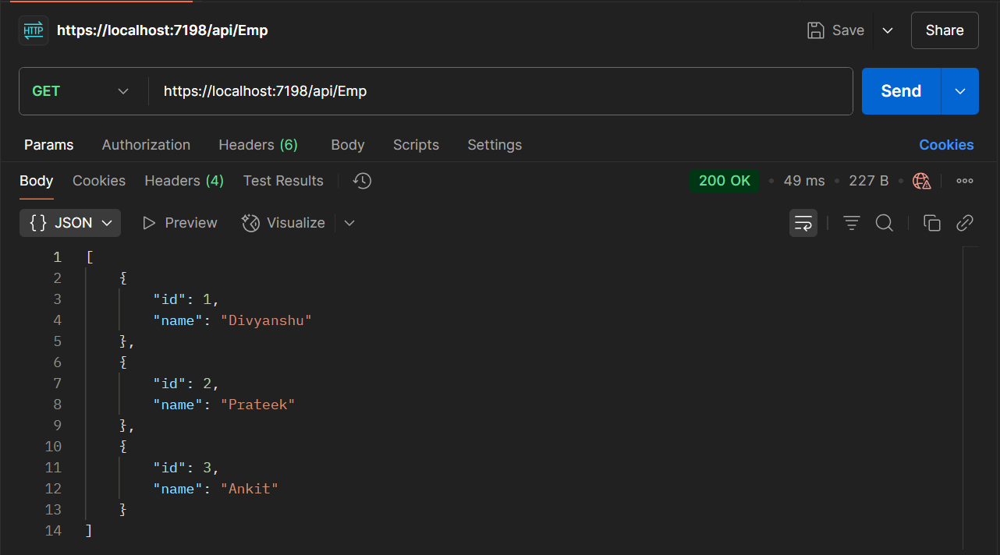 HTTP https://localhost:7198/api/Emp Save Share
GET https://localhost:7198/api/Emp Send
Params Authorization Headers (6) Body Scripts Settings Cookies
Body Cookies Headers (4) Test Results 200 OK • 49 ms • 227 B •
{} JSON Preview Visualize
1 [
2 {
3 "id": 1,
4 "name": "Divyanshu"
5 },
6 {
7 "id": 2,
8 "name": "Prateek"
9 },
10 {
11 "id": 3,
12 "name": "Ankit"
13 }
14 ]